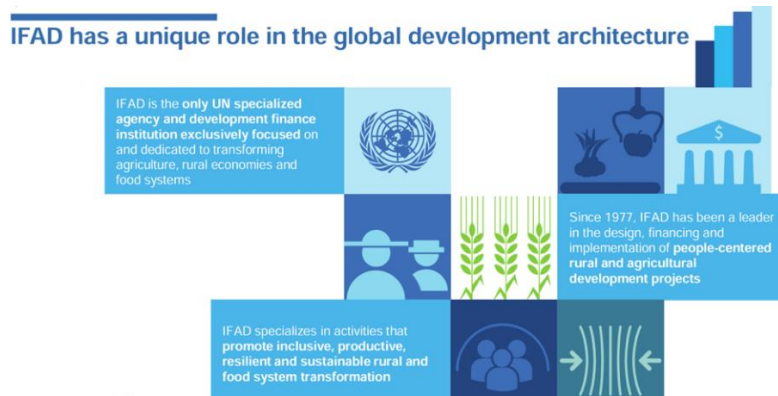 IFAD has a unique role in the global development architecture
IFAD is the only UN specialized
agency and development finance
institution exclusively focused on
and dedicated to transforming
agriculture, rural economies and
food systems
$
Since 1977, IFAD has been a leader
in the design, financing and
implementation of people-centered
rural and agricultural
development projects
IFAD specializes in activities that
promote inclusive, productive,
resilient and sustainable rural and
food system transformation